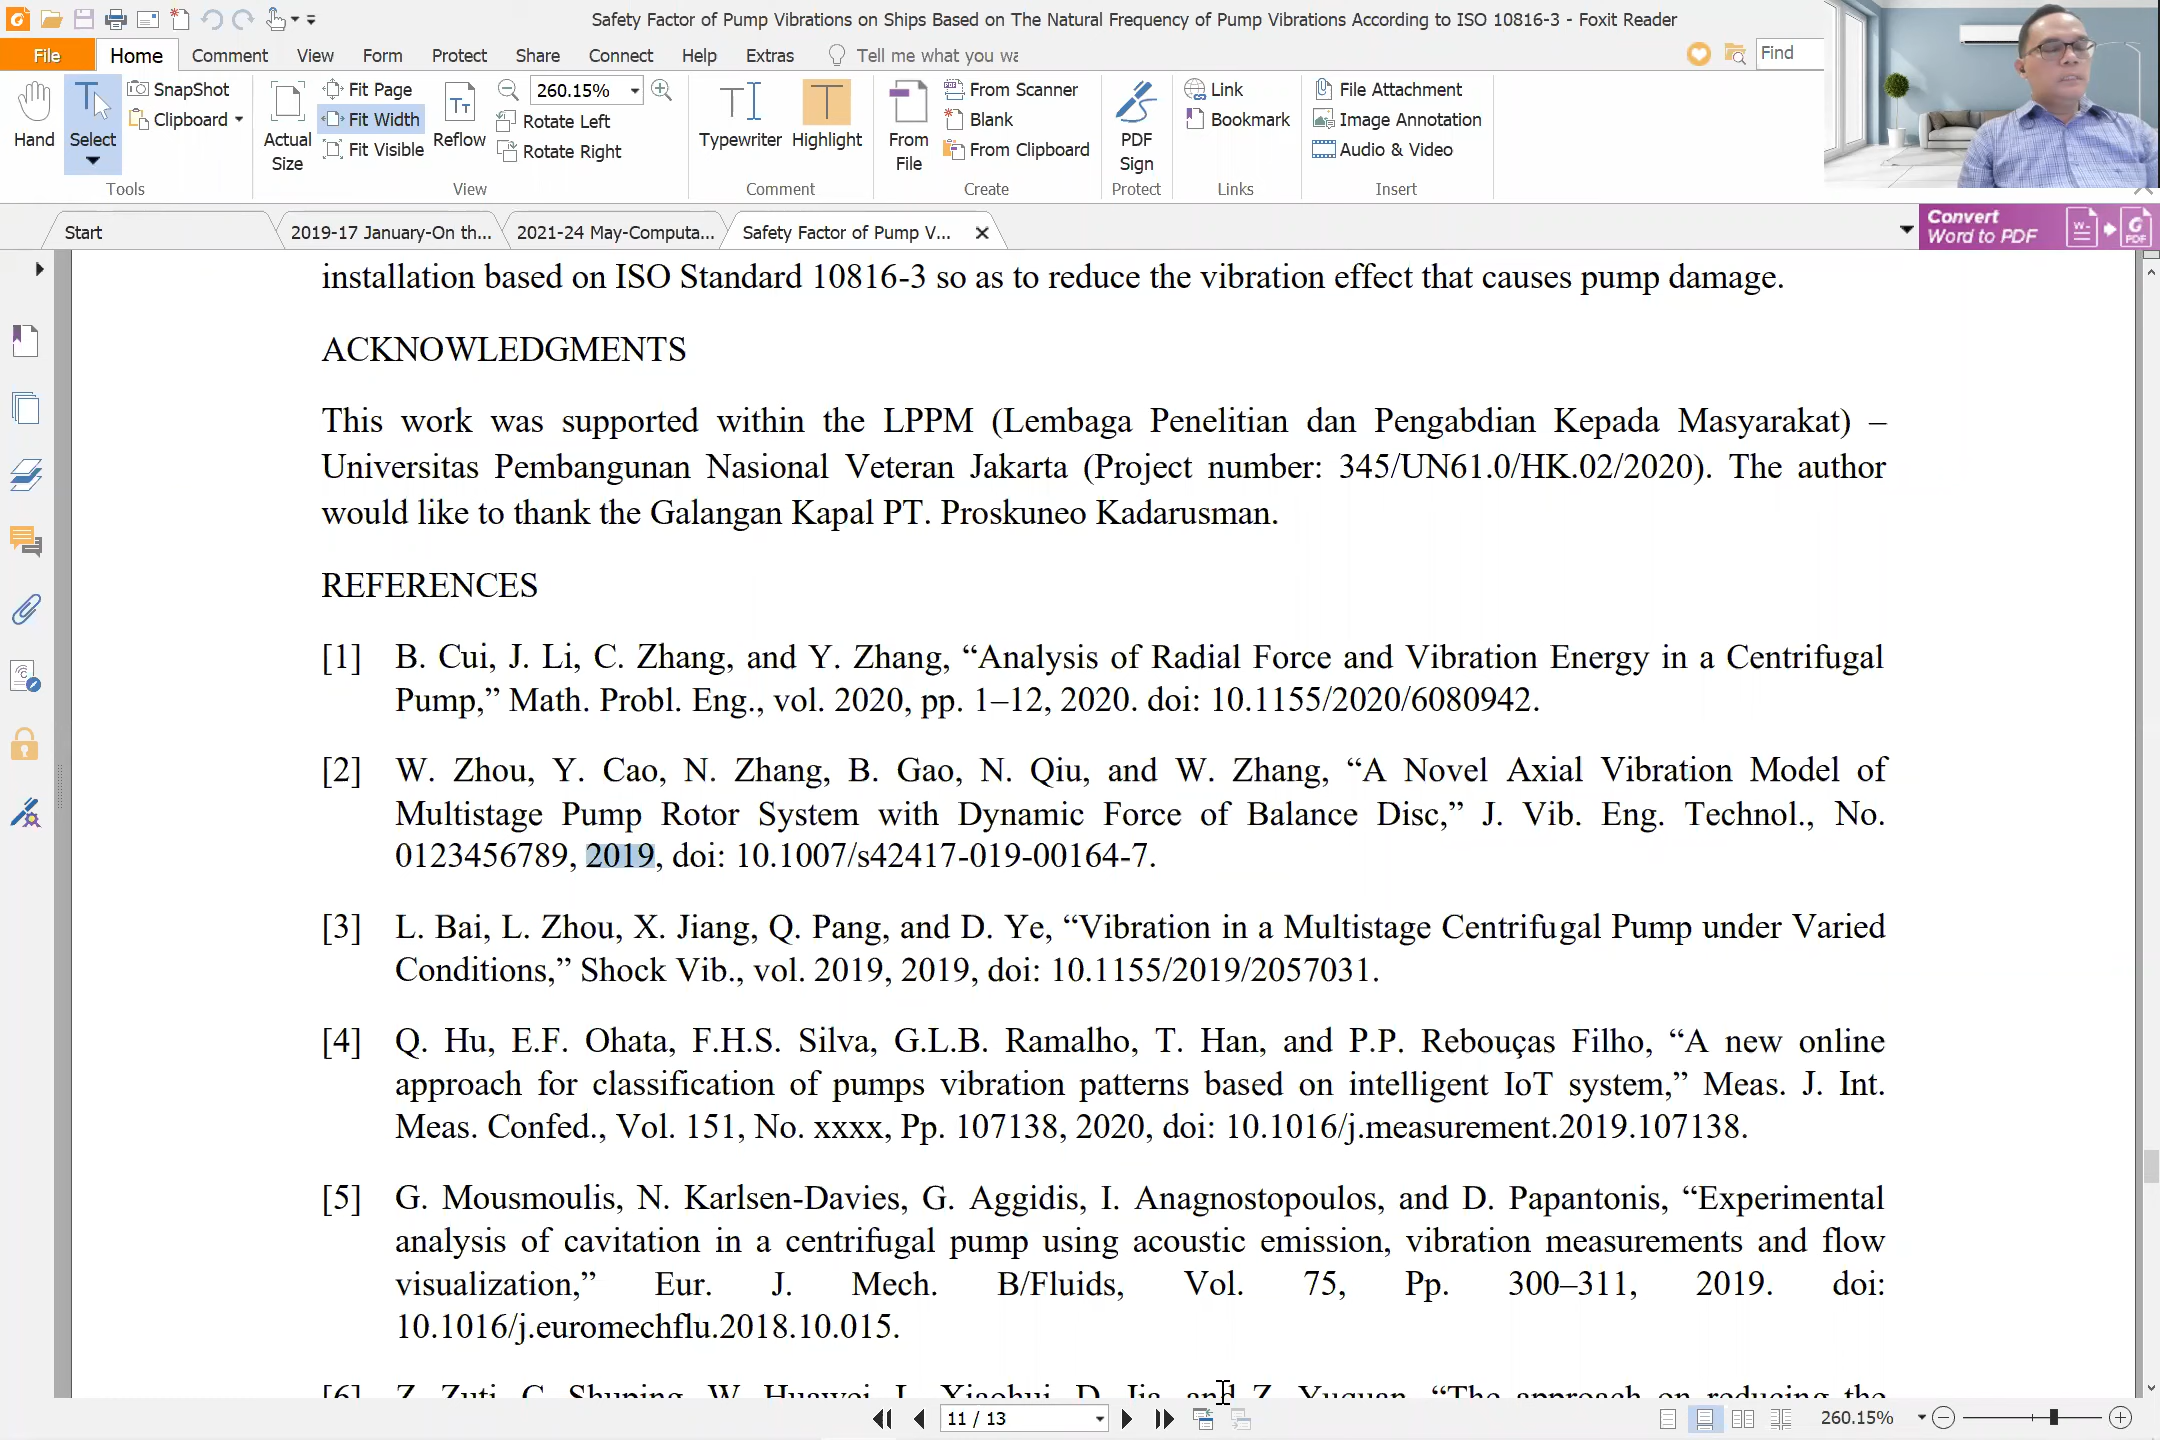 Safety Factor of Pump Vibrations on Ships Based on The Natural Frequency of Pump Vibrations According to ISO 10816-3 - Foxit Reader
File Home Comment View Form Protect Share Connect Help Extras Tell me what you wa Find
Hand
Select
SnapShot
Clipboard
Tools
Actual
Size
Fit Page
Fit Width
Fit Visible
Reflow
260.15%
Rotate Left
Rotate Right
View
Typewriter
Highlight
Comment
From
File
From Scanner
Blank
From Clipboard
Create
PDF
Sign
Protect
Link
Bookmark
Links
File Attachment
Image Annotation
Audio & Video
Insert
Start
2019-17 January-On th...
2021-24 May-Computa...
Safety Factor of Pump V...
Convert
Word to PDF
installation based on ISO Standard 10816-3 so as to reduce the vibration effect that causes pump damage.
ACKNOWLEDGMENTS
This work was supported within the LPPM (Lembaga Penelitian dan Pengabdian Kepada Masyarakat) –
Universitas Pembangunan Nasional Veteran Jakarta (Project number: 345/UN61.0/HK.02/2020). The author
would like to thank the Galangan Kapal PT. Proskuneo Kadarusman.
REFERENCES
[1] B. Cui, J. Li, C. Zhang, and Y. Zhang, “Analysis of Radial Force and Vibration Energy in a Centrifugal
Pump,” Math. Probl. Eng., vol. 2020, pp. 1–12, 2020. doi: 10.1155/2020/6080942.
[2] W. Zhou, Y. Cao, N. Zhang, B. Gao, N. Qiu, and W. Zhang, “A Novel Axial Vibration Model of
Multistage Pump Rotor System with Dynamic Force of Balance Disc,” J. Vib. Eng. Technol., No.
0123456789, 2019, doi: 10.1007/s42417-019-00164-7.
[3] L. Bai, L. Zhou, X. Jiang, Q. Pang, and D. Ye, “Vibration in a Multistage Centrifugal Pump under Varied
Conditions,” Shock Vib., vol. 2019, 2019, doi: 10.1155/2019/2057031.
[4] Q. Hu, E.F. Ohata, F.H.S. Silva, G.L.B. Ramalho, T. Han, and P.P. Rebouças Filho, “A new online
approach for classification of pumps vibration patterns based on intelligent IoT system,” Meas. J. Int.
Meas. Confed., Vol. 151, No. xxxx, Pp. 107138, 2020, doi: 10.1016/j.measurement.2019.107138.
[5] G. Mousmoulis, N. Karlsen-Davies, G. Aggidis, I. Anagnostopoulos, and D. Papantonis, “Experimental
analysis of cavitation in a centrifugal pump using acoustic emission, vibration measurements and flow
visualization,” Eur. J. Mech. B/Fluids, Vol. 75, Pp. 300–311, 2019. doi:
10.1016/j.euromechflu.2018.10.015.
[6] Z. Zuti, C. Shuping, W. Huawei, L. Xiaohui, D. Jia, and Z. Yuquan, “The approach on reducing the
11 / 13
260.15%